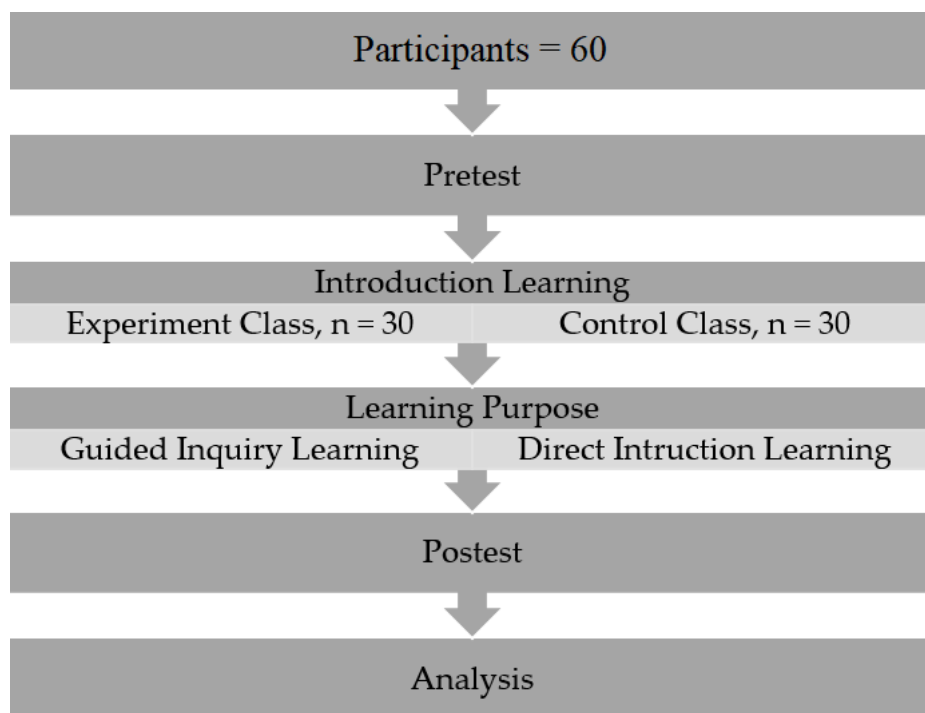 Participants = 60
Pretest
Introduction Learning
Experiment Class, n = 30
Control Class, n = 30
Learning Purpose
Guided Inquiry Learning
Direct Intruction Learning
Postest
Analysis